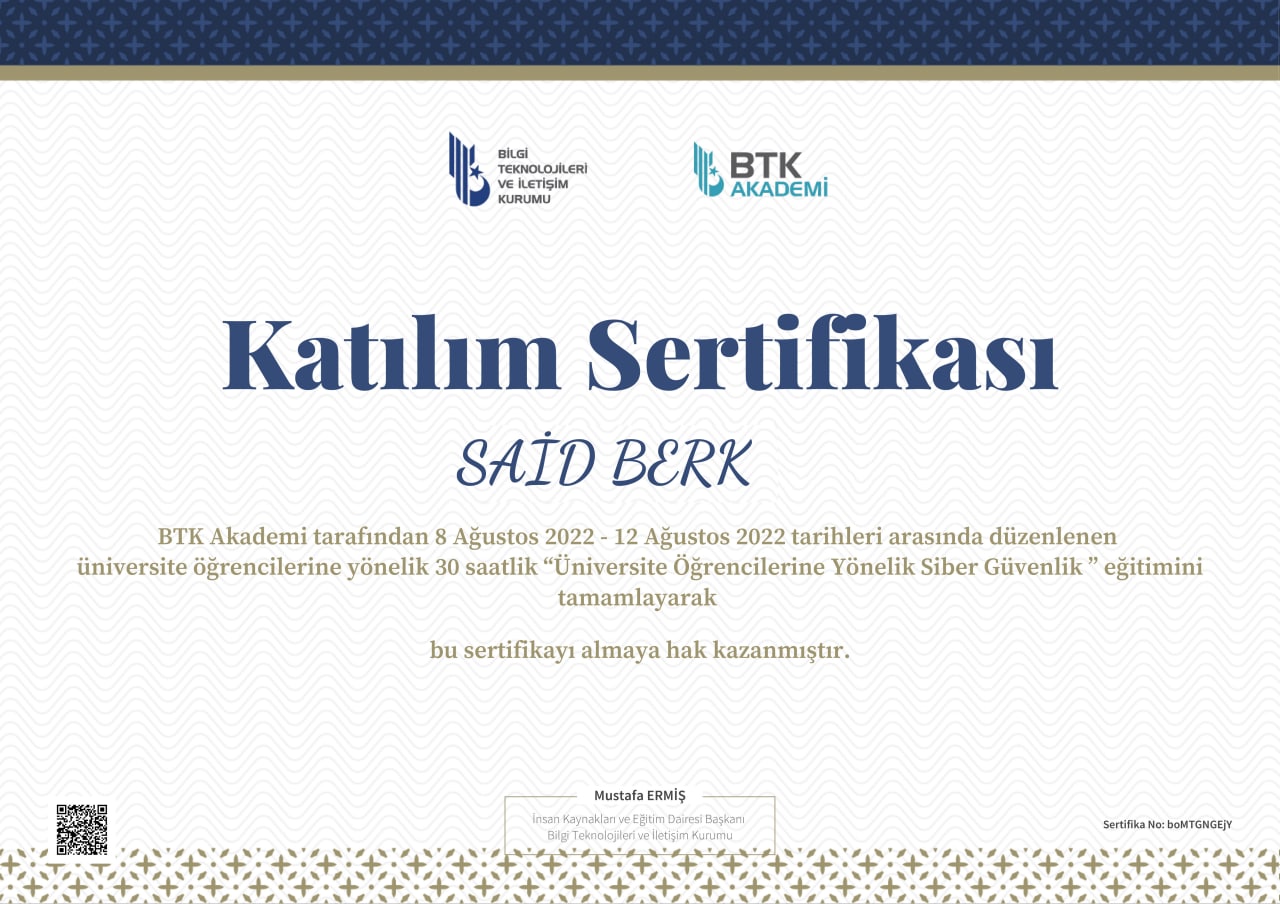 BİLGİ
TEKNOLOJİLERİ
VE İLETİŞİM
KURUMU
BTK
AKADEMİ
Katılım Sertifikası
SAİD BERK
BTK Akademi tarafından 8 Ağustos 2022 - 12 Ağustos 2022 tarihleri arasında düzenlenen
üniversite öğrencilerine yönelik 30 saatlik “Üniversite Öğrencilerine Yönelik Siber Güvenlik ” eğitimini
tamamlayarak
bu sertifikayı almaya hak kazanmıştır.
Mustafa ERMİŞ
İnsan Kaynakları ve Eğitim Dairesi Başkanı
Bilgi Teknolojileri ve İletişim Kurumu
Sertifika No: boMTGNGEjY